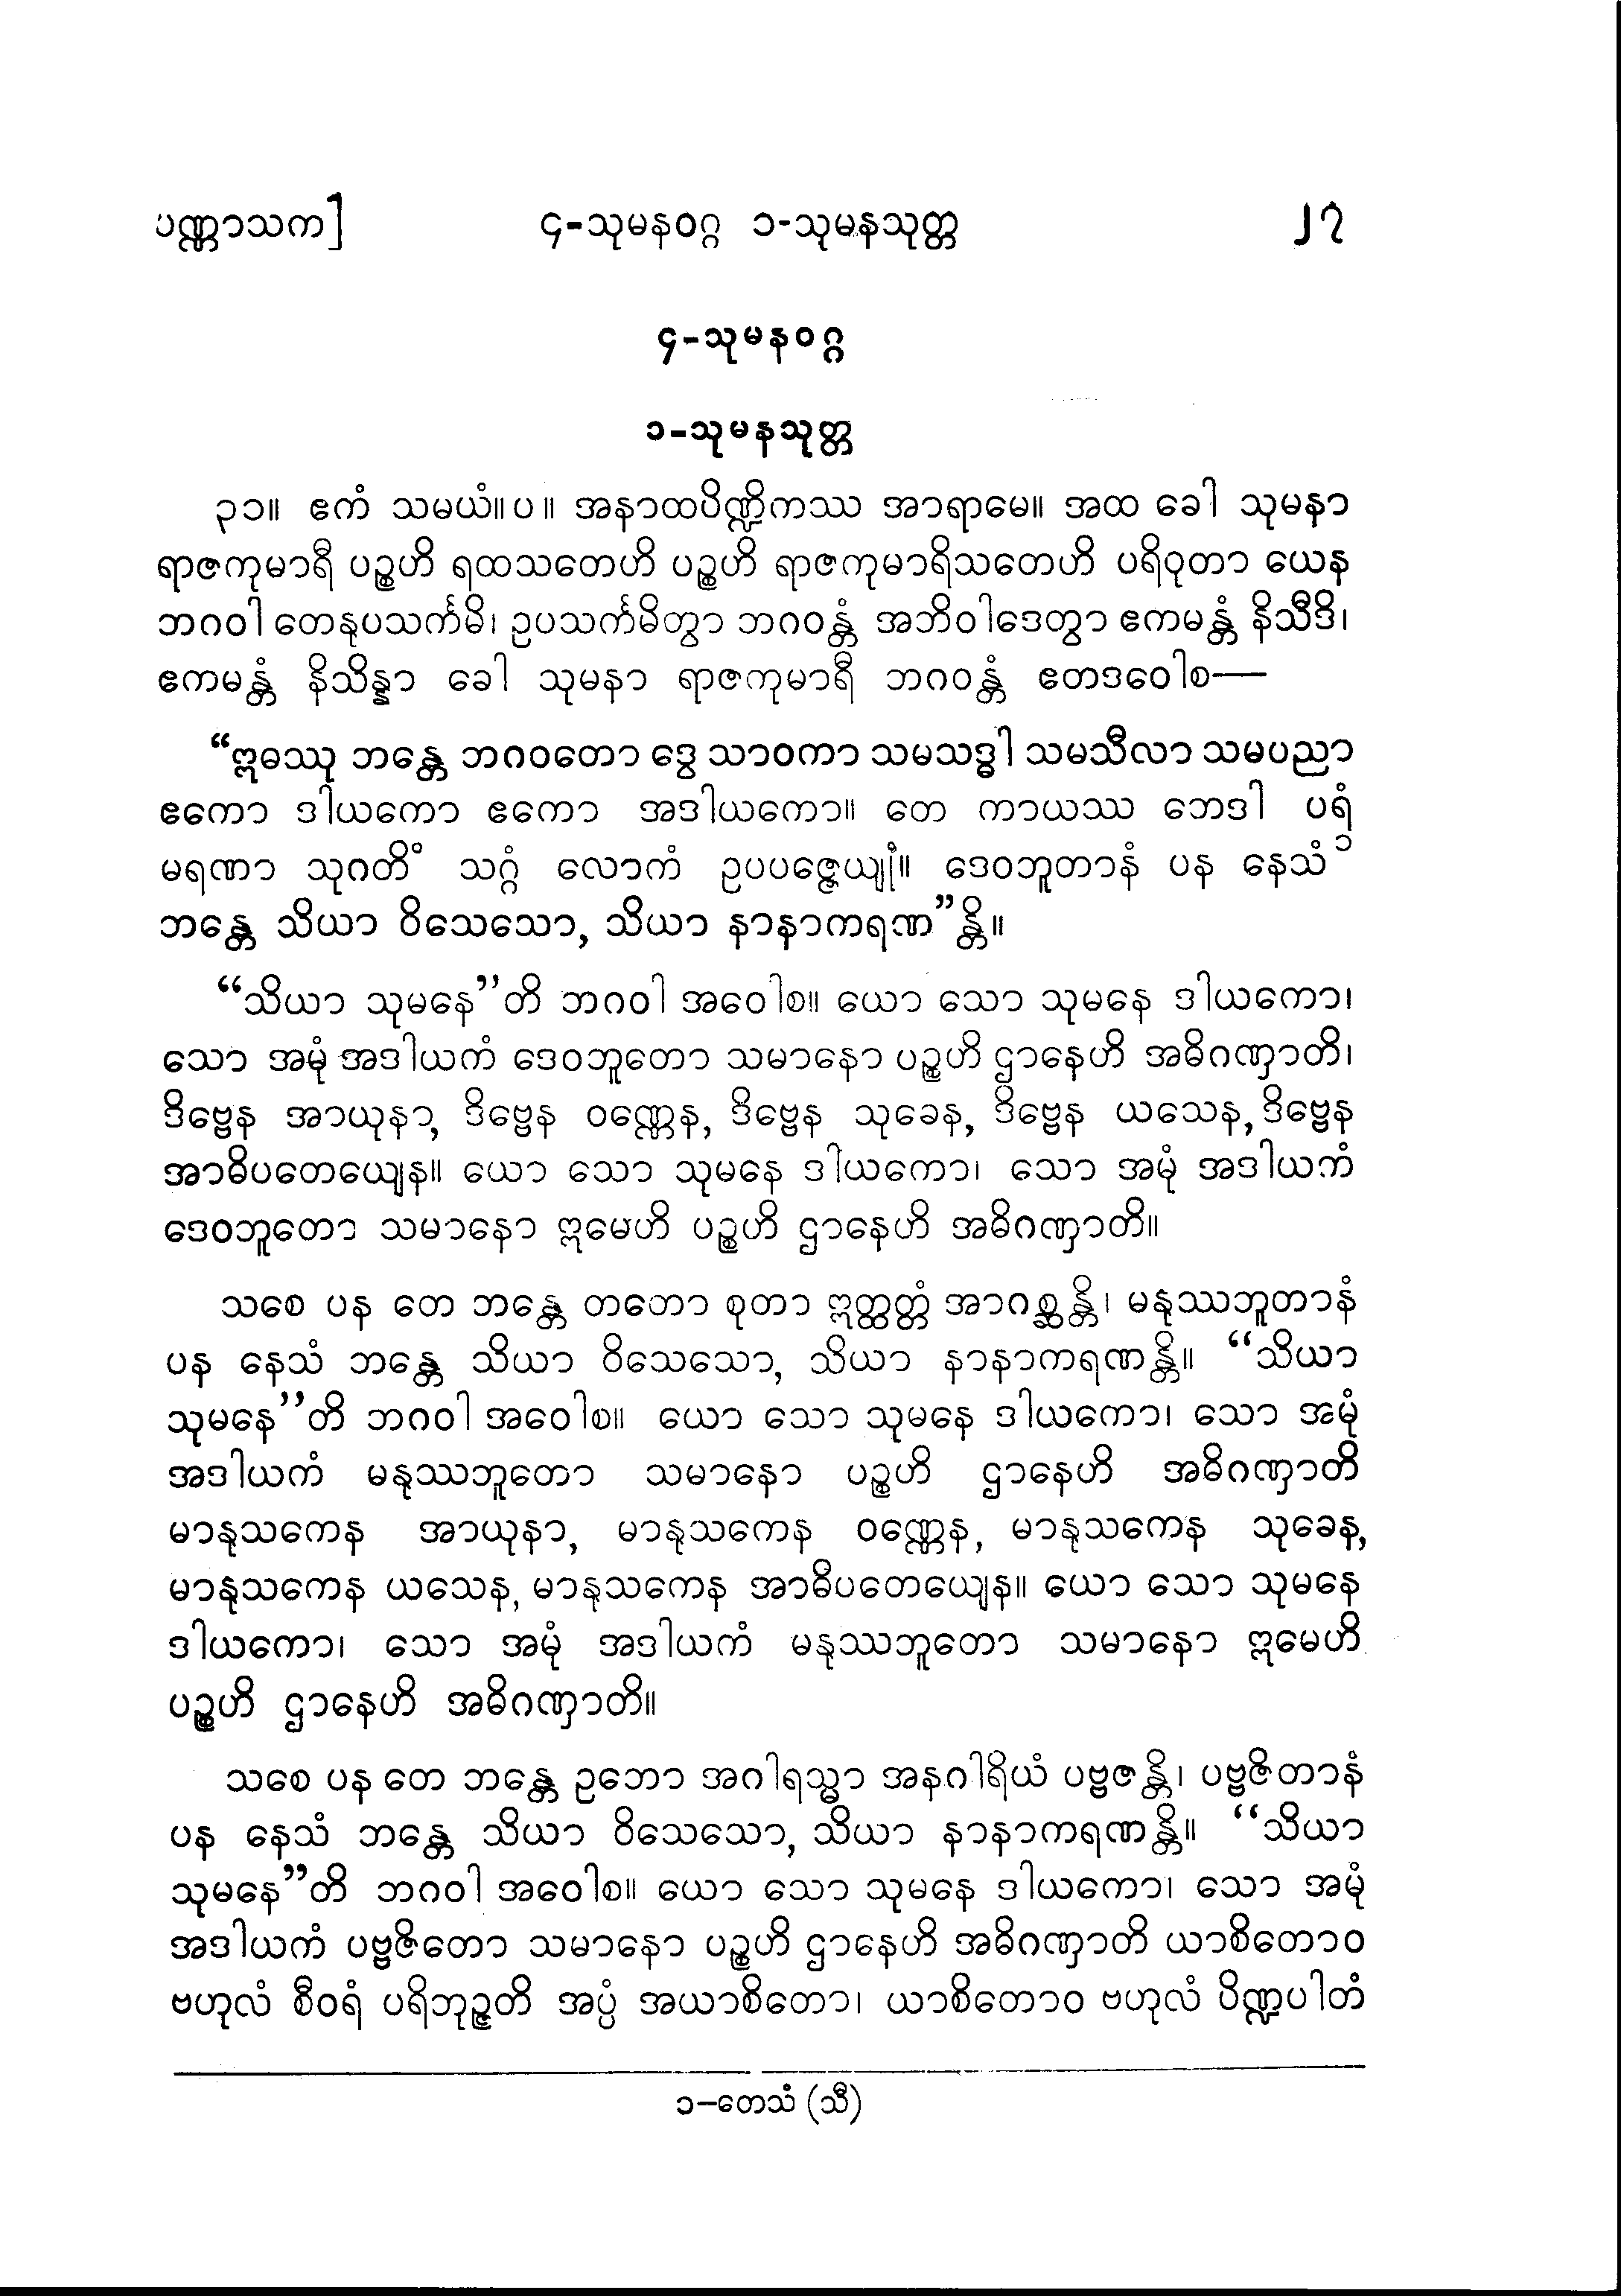 ပဏ္ဏာသက] ၄-သုမနဝဂ္ဂ ၁-သုမနသုတ္တ ၂၇
၄-သုမနဝဂ္ဂ
၁-သုမနသုတ္တ
၃၁။ ဧကံ သမယံ။ပ။ အနာထပိဏ္ဍိကဿ အာရာမေ။ အထ ခေါ သုမနာ
ရာဇကုမာရီ ပဉ္စဟိ ရထသတေဟိ ပဉ္စဟိ ရာဇကုမာရိသတေဟိ ပရိဝုတာ ယေန
ဘဂဝါ တေနုပသင်္ကမိ၊ ဥပသင်္ကမိတွာ ဘဂဝန္တံ အဘိဝါဒေတွာ ဧကမန္တံ နိသီဒိ၊
ဧကမန္တံ နိသိန္နာ ခေါ သုမနာ ရာဇကုမာရီ ဘဂဝန္တံ ဧတဒဝေါစ—
“ဣဓဿု ဘန္တေ ဘဂဝတော ဒွေ သာဝကာ သမသဒ္ဓါ သမသီလာ သမပညာ
ဧကော ဒါယကော ဧကော အဒါယကော။ တေ ကာယဿ ဘေဒါ ပရံ
မရဏာ သုဂတိံ သဂ္ဂံ လောကံ ဥပပဇ္ဇေယျုံ။ ဒေဝဘူတာနံ ပန နေသံ ၁
ဘန္တေ သိယာ ဝိသေသော, သိယာ နာနာကရဏ”န္တိ။
“သိယာ သုမနေ”တိ ဘဂဝါ အဝေါစ။ ယော သော သုမနေ ဒါယကော၊
သော အမုံ အဒါယကံ ဒေဝဘူတော သမာနော ပဉ္စဟိ ဌာနေဟိ အဓိဂဏှာတိ၊
ဒိဗ္ဗေန အာယုနာ, ဒိဗ္ဗေန ဝဏ္ဏေန, ဒိဗ္ဗေန သုခေန, ဒိဗ္ဗေန ယသေန, ဒိဗ္ဗေန
အာဓိပတေယျေန။ ယော သော သုမနေ ဒါယကော၊ သော အမုံ အဒါယကံ
ဒေဝဘူတော သမာနော ဣမေဟိ ပဉ္စဟိ ဌာနေဟိ အဓိဂဏှာတိ။
သစေ ပန တေ ဘန္တေ တတော စုတာ ဣတ္ထတ္တံ အာဂစ္ဆန္တိ၊ မနုဿဘူတာနံ
ပန နေသံ ဘန္တေ သိယာ ဝိသေသော, သိယာ နာနာကရဏန္တိ။ “သိယာ
သုမနေ”တိ ဘဂဝါ အဝေါစ။ ယော သော သုမနေ ဒါယကော၊ သော အမုံ
အဒါယကံ မနုဿဘူတော သမာနော ပဉ္စဟိ ဌာနေဟိ အဓိဂဏှာတိ
မာနုသကေန အာယုနာ, မာနုသကေန ဝဏ္ဏေန, မာနုသကေန သုခေန,
မာနုသကေန ယသေန, မာနုသကေန အာဓိပတေယျေန။ ယော သော သုမနေ
ဒါယကော၊ သော အမုံ အဒါယကံ မနုဿဘူတော သမာနော ဣမေဟိ
ပဉ္စဟိ ဌာနေဟိ အဓိဂဏှာတိ။
သစေ ပန တေ ဘန္တေ ဥဘော အဂါရသ္မာ အနဂါရိယံ ပဗ္ဗဇန္တိ၊ ပဗ္ဗဇိတာနံ
ပန နေသံ ဘန္တေ သိယာ ဝိသေသော, သိယာ နာနာကရဏန္တိ။ “သိယာ
သုမနေ”တိ ဘဂဝါ အဝေါစ။ ယော သော သုမနေ ဒါယကော၊ သော အမုံ
အဒါယကံ ပဗ္ဗဇိတော သမာနော ပဉ္စဟိ ဌာနေဟိ အဓိဂဏှာတိ ယာစိတောဝ
ဗဟုလံ စီဝရံ ပရိဘုဉ္ဇတိ အပ္ပံ အယာစိတော၊ ယာစိတောဝ ဗဟုလံ ပိဏ္ဍပါတံ
၁—တေသံ (သီ)